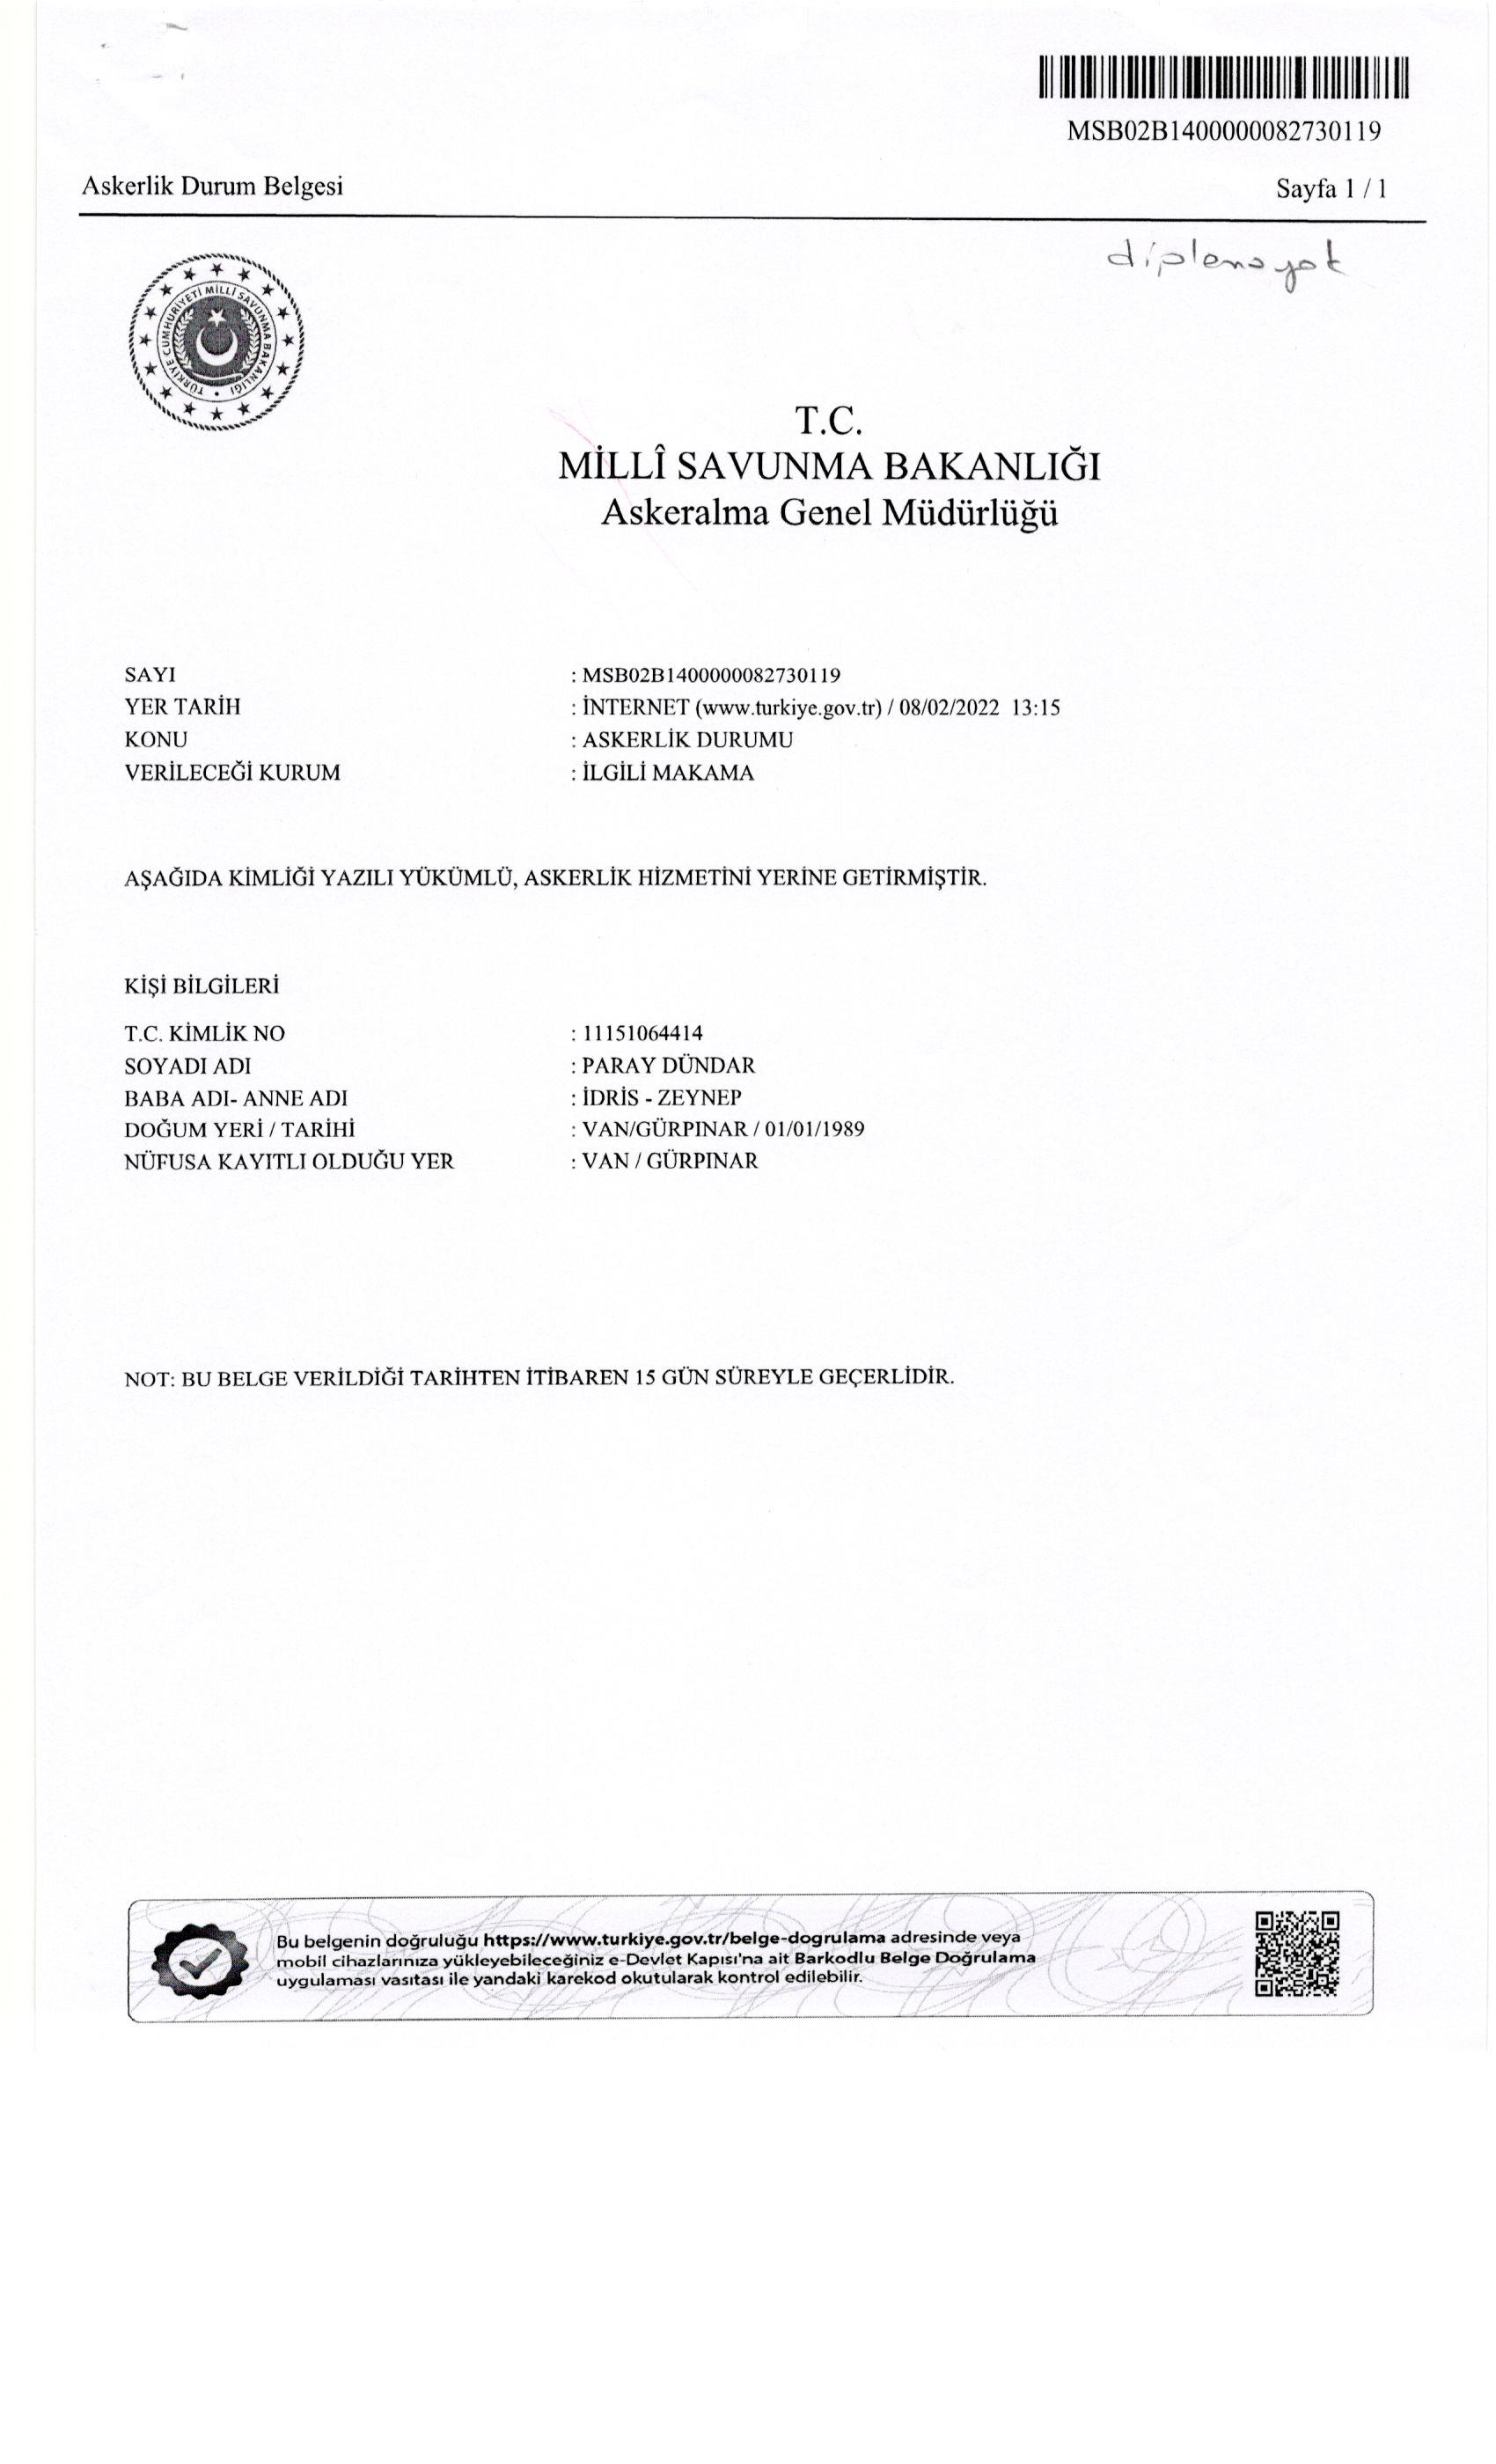 MSB02B1400000082730119
Askerlik Durum Belgesi
Sayfa 1 / 1
diploma yok
TÜRKİYE CUMHURİYETİ MİLLİ SAVUNMA BAKANLIĞI
T.C.
MİLLÎ SAVUNMA BAKANLIĞI
Askeralma Genel Müdürlüğü
SAYI : MSB02B1400000082730119
YER TARİH : İNTERNET (www.turkiye.gov.tr) / 08/02/2022 13:15
KONU : ASKERLİK DURUMU
VERİLECEĞİ KURUM : İLGİLİ MAKAMA
AŞAĞIDA KİMLİĞİ YAZILI YÜKÜMLÜ, ASKERLİK HİZMETİNİ YERİNE GETİRMİŞTİR.
KİŞİ BİLGİLERİ
T.C. KİMLİK NO : 11151064414
SOYADI ADI : PARAY DÜNDAR
BABA ADI- ANNE ADI : İDRİS - ZEYNEP
DOĞUM YERİ / TARİHİ : VAN/GÜRPINAR / 01/01/1989
NÜFUSA KAYITLI OLDUĞU YER : VAN / GÜRPINAR
NOT: BU BELGE VERİLDİĞİ TARİHTEN İTİBAREN 15 GÜN SÜREYLE GEÇERLİDİR.
Bu belgenin doğruluğu https://www.turkiye.gov.tr/belge-dogrulama adresinde veya
mobil cihazlarınıza yükleyebileceğiniz e-Devlet Kapısı'na ait Barkodlu Belge Doğrulama
uygulaması vasıtası ile yandaki karekod okutularak kontrol edilebilir.